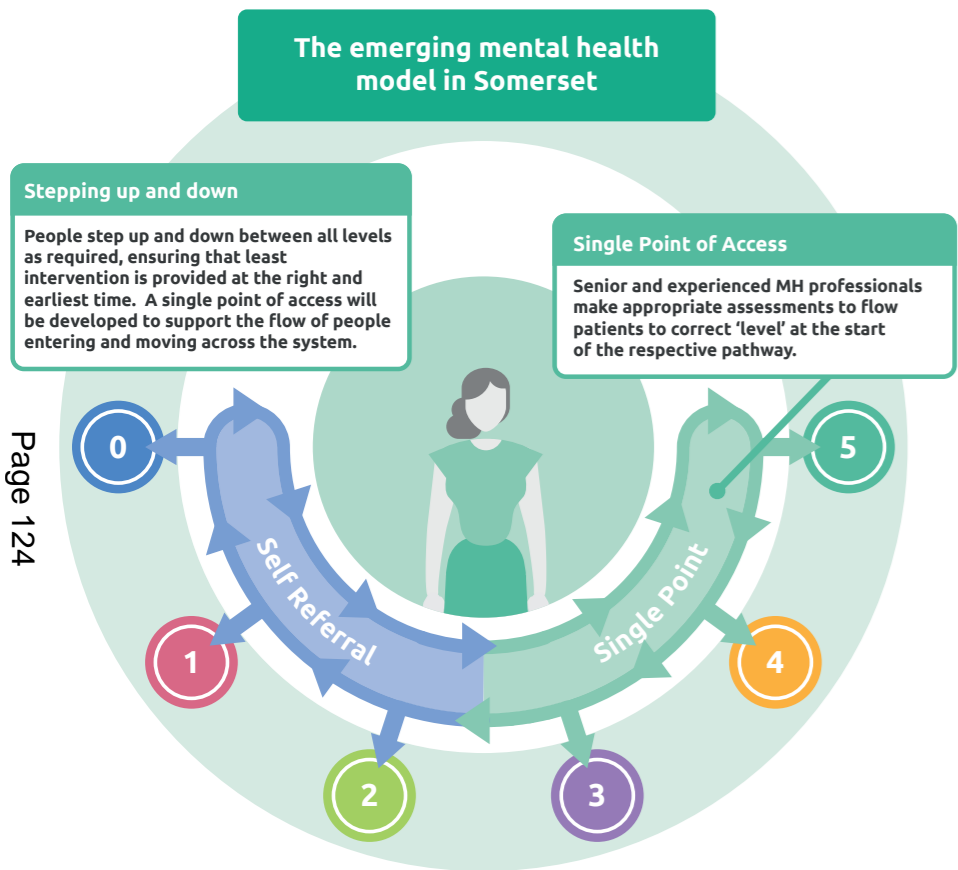 The emerging mental health
model in Somerset
Stepping up and down
People step up and down between all levels
as required, ensuring that least
intervention is provided at the right and
earliest time.  A single point of access will
be developed to support the flow of people
entering and moving across the system.
Single Point of Access
Senior and experienced MH professionals
make appropriate assessments to flow
patients to correct ‘level’ at the start
of the respective pathway.
0
5
Page 124
Self Referral
Single Point
1
4
2
3